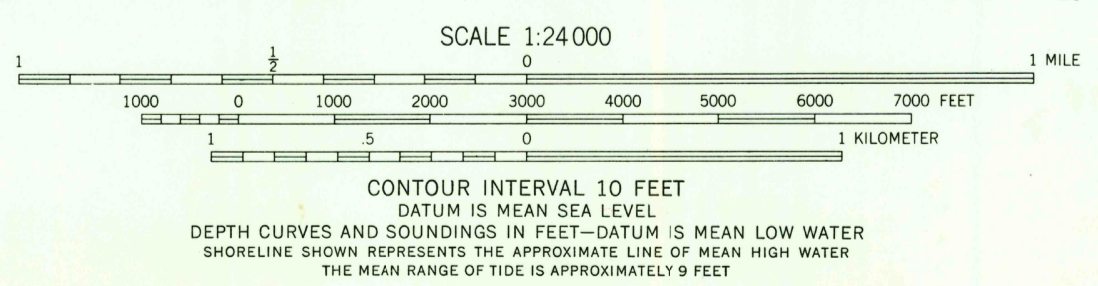 SCALE 1:24 000
1 1/2 0 1 MILE
1000 0 1000 2000 3000 4000 5000 6000 7000 FEET
1 .5 0 1 KILOMETER
CONTOUR INTERVAL 10 FEET
DATUM IS MEAN SEA LEVEL
DEPTH CURVES AND SOUNDINGS IN FEET—DATUM IS MEAN LOW WATER
SHORELINE SHOWN REPRESENTS THE APPROXIMATE LINE OF MEAN HIGH WATER
THE MEAN RANGE OF TIDE IS APPROXIMATELY 9 FEET